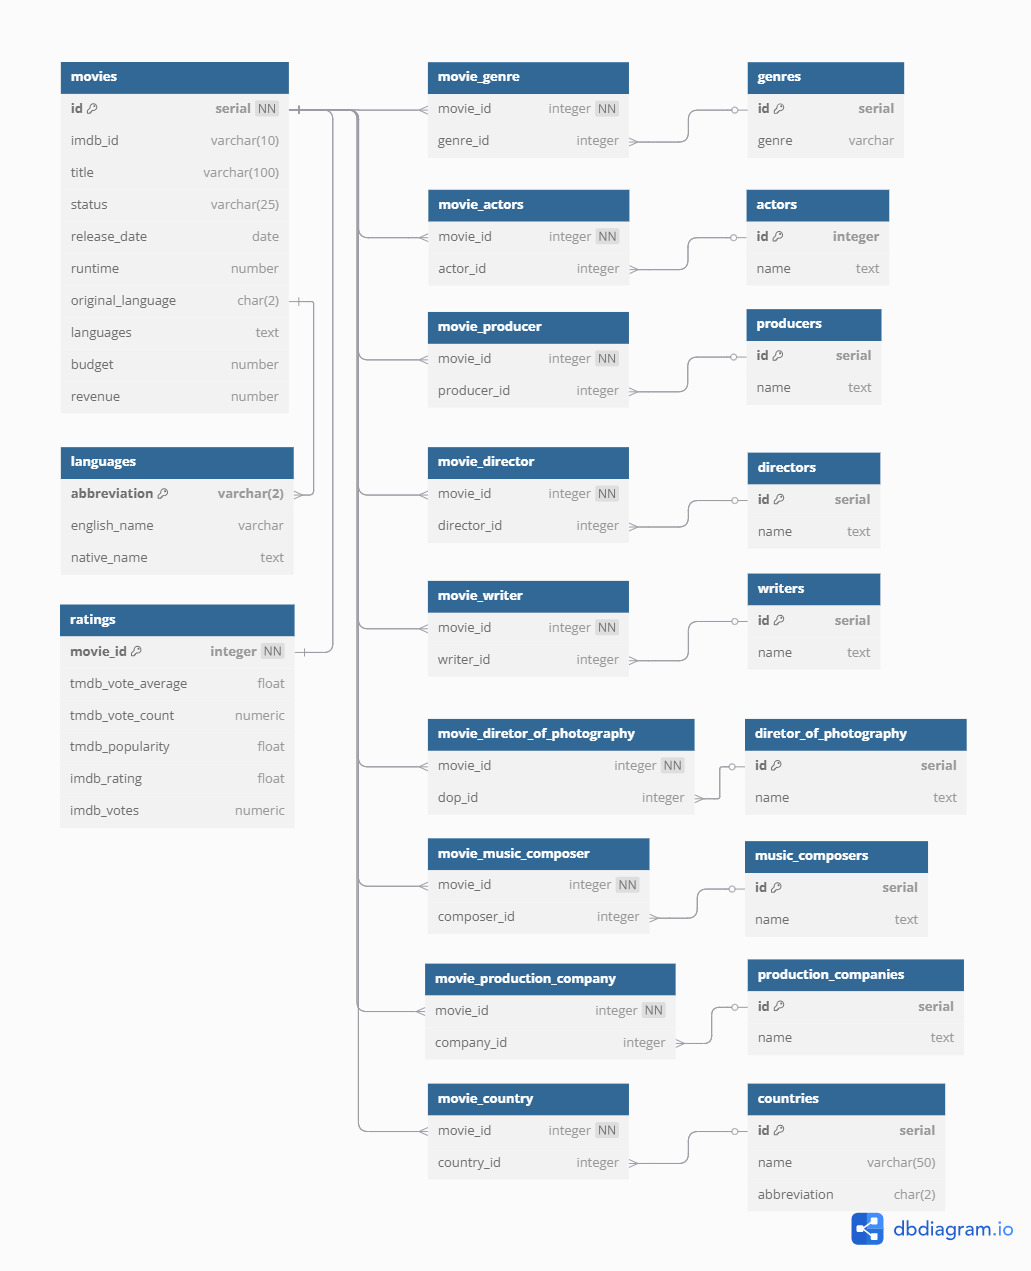 movies
id serial NN
imdb_id varchar(10)
title varchar(100)
status varchar(25)
release_date date
runtime number
original_language char(2)
languages text
budget number
revenue number
languages
abbreviation varchar(2)
english_name varchar
native_name text
ratings
movie_id integer NN
tmdb_vote_average float
tmdb_vote_count numeric
tmdb_popularity float
imdb_rating float
imdb_votes numeric
movie_genre
movie_id integer NN
genre_id integer
genres
id serial
genre varchar
movie_actors
movie_id integer NN
actor_id integer
actors
id integer
name text
movie_producer
movie_id integer NN
producer_id integer
producers
id serial
name text
movie_director
movie_id integer NN
director_id integer
directors
id serial
name text
movie_writer
movie_id integer NN
writer_id integer
writers
id serial
name text
movie_diretor_of_photography
movie_id integer NN
dop_id integer
diretor_of_photography
id serial
name text
movie_music_composer
movie_id integer NN
composer_id integer
music_composers
id serial
name text
movie_production_company
movie_id integer NN
company_id integer
production_companies
id serial
name text
movie_country
movie_id integer NN
country_id integer
countries
id serial
name varchar(50)
abbreviation char(2)
dbdiagram.io